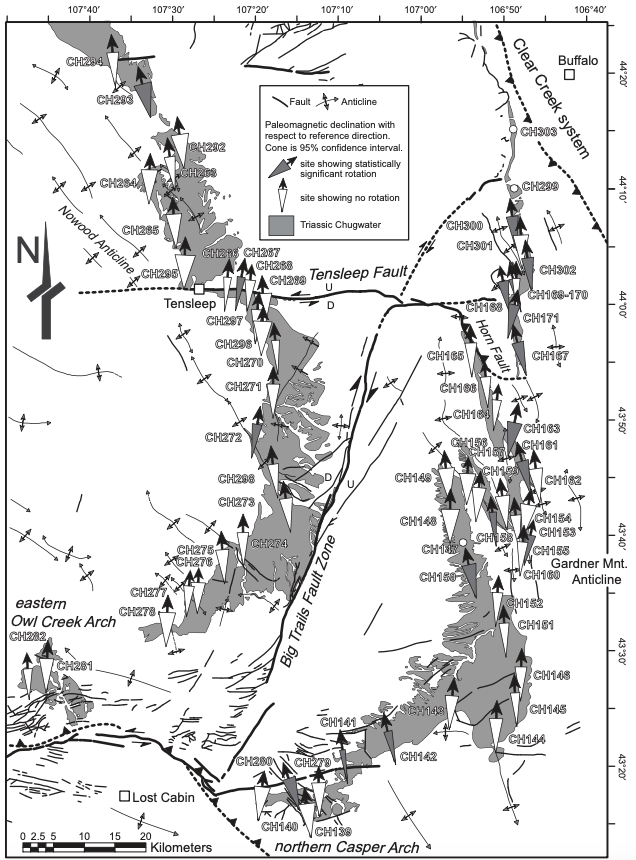 107°40'
107°30'
107°20'
107°10'
107°00'
106°50'
106°40'
44°20'
44°10'
44°00'
43°50'
43°40'
43°30'
43°20'
Clear Creek system
Buffalo
Fault
Anticline
Paleomagnetic declination with
respect to reference direction.
Cone is 95% confidence interval.
site showing statistically
significant rotation
site showing no rotation
Triassic Chugwater
CH294
CH293
CH292
CH263
CH264
CH265
CH295
CH266
CH267
CH268
CH269
CH297
CH296
CH270
CH271
CH272
CH298
CH273
CH274
CH275
CH276
CH277
CH278
CH282
CH281
CH303
CH299
CH300
CH301
CH302
CH169-170
CH168
CH171
CH167
CH165
CH166
CH164
CH163
CH161
CH156
CH157
CH159
CH162
CH149
CH148
CH154
CH153
CH158
CH155
CH147
CH160
CH150
CH152
CH151
CH146
CH145
CH144
CH143
CH142
CH141
CH280
CH279
CH140
CH139
Nowood Anticline
N
Tensleep
Tensleep Fault
U
D
Horn Fault
D
U
Big Trails Fault Zone
Gardner Mnt.
Anticline
eastern
Owl Creek Arch
Lost Cabin
northern Casper Arch
0 2.5 5 10 15 20
Kilometers